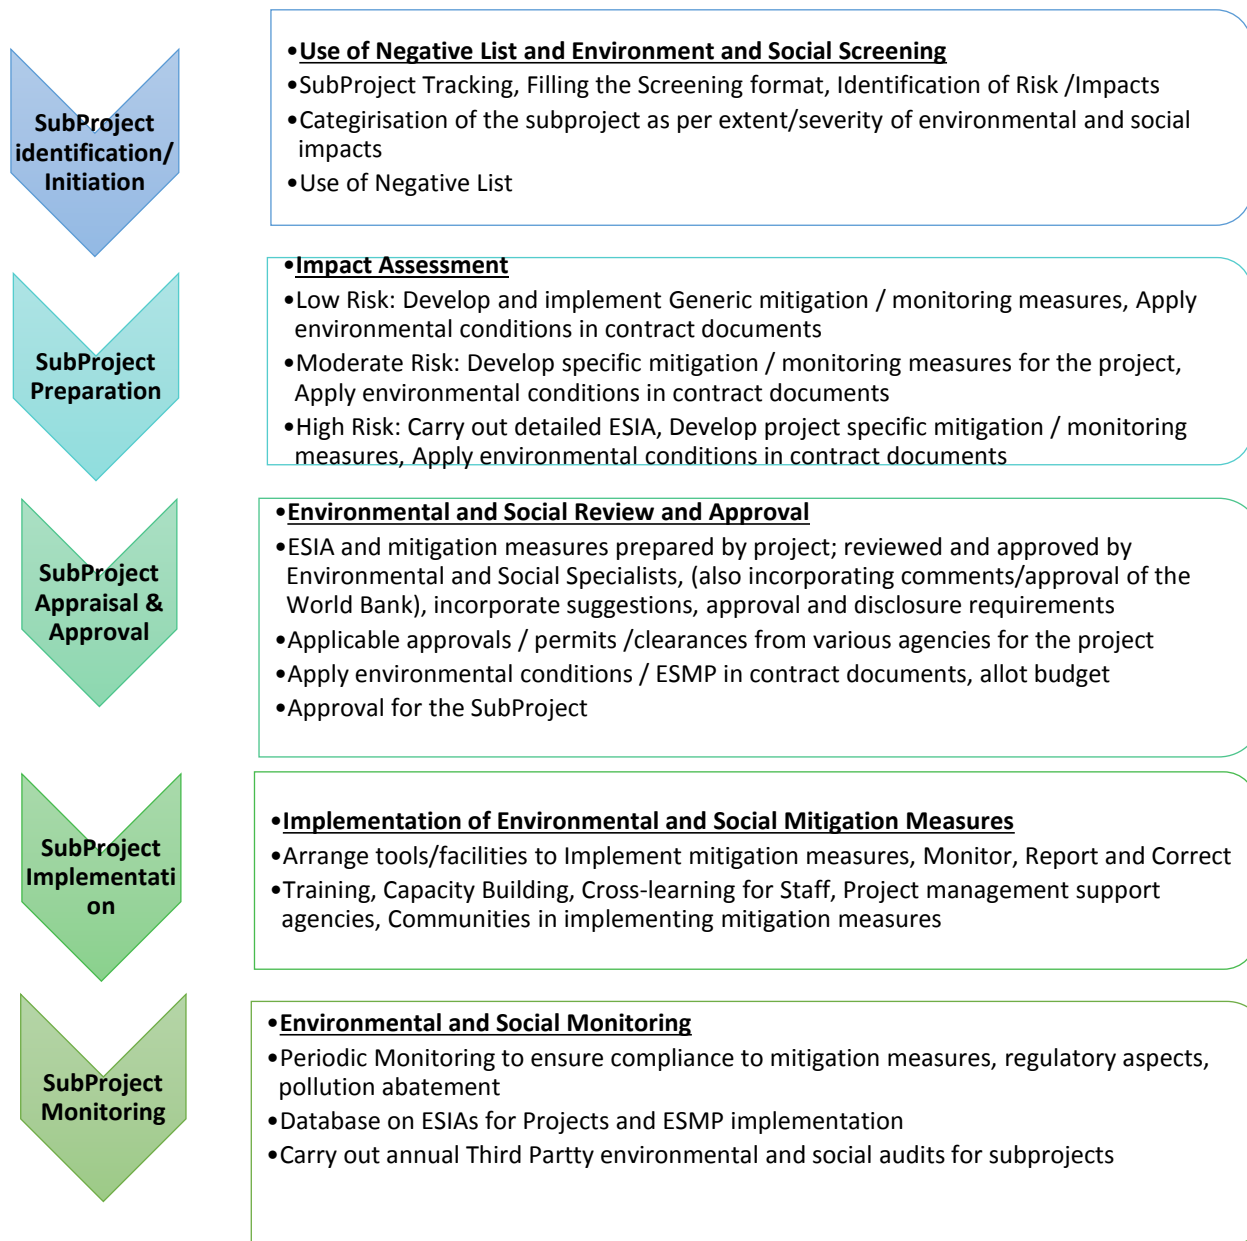 SubProject
identification/
Initiation
•Use of Negative List and Environment and Social Screening
•SubProject Tracking, Filling the Screening format, Identification of Risk /Impacts
•Categirisation of the subproject as per extent/severity of environmental and social
impacts
•Use of Negative List
SubProject
Preparation
•Impact Assessment
•Low Risk: Develop and implement Generic mitigation / monitoring measures, Apply
environmental conditions in contract documents
•Moderate Risk: Develop specific mitigation / monitoring measures for the project,
Apply environmental conditions in contract documents
•High Risk: Carry out detailed ESIA, Develop project specific mitigation / monitoring
measures, Apply environmental conditions in contract documents
SubProject
Appraisal &
Approval
•Environmental and Social Review and Approval
•ESIA and mitigation measures prepared by project; reviewed and approved by
Environmental and Social Specialists, (also incorporating comments/approval of the
World Bank), incorporate suggestions, approval and disclosure requirements
•Applicable approvals / permits /clearances from various agencies for the project
•Apply environmental conditions / ESMP in contract documents, allot budget
•Approval for the SubProject
SubProject
Implementati
on
•Implementation of Environmental and Social Mitigation Measures
•Arrange tools/facilities to Implement mitigation measures, Monitor, Report and Correct
•Training, Capacity Building, Cross-learning for Staff, Project management support
agencies, Communities in implementing mitigation measures
SubProject
Monitoring
•Environmental and Social Monitoring
•Periodic Monitoring to ensure compliance to mitigation measures, regulatory aspects,
pollution abatement
•Database on ESIAs for Projects and ESMP implementation
•Carry out annual Third Partty environmental and social audits for subprojects